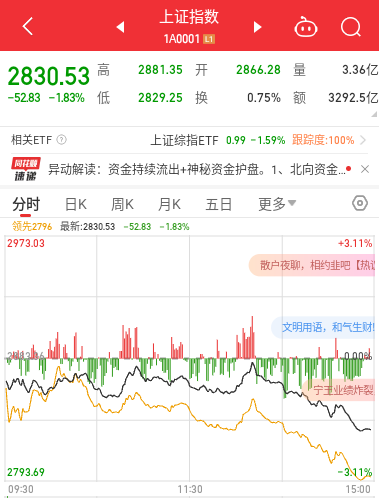 上证指数
1A0001 L1
2830.53 高 2881.35 开 2866.28 量 3.36亿
-52.83 -1.83% 低 2829.25 换 0.75% 额 3292.5亿
相关ETF ? 上证综指ETF 0.99 -1.59% 跟踪度:100%
同花顺 速递 异动解读：资金持续流出+神秘资金护盘。1、北向资金...
分时 日K 周K 月K 五日 更多
领先2796 最新:2830.53 -52.83 -1.83%
2973.03 +3.11%
散户夜聊，相约韭吧【热议
文明用语，和气生财!
0.00%
宁王业绩炸裂
2793.69 -3.11%
09:30 11:30 15:00